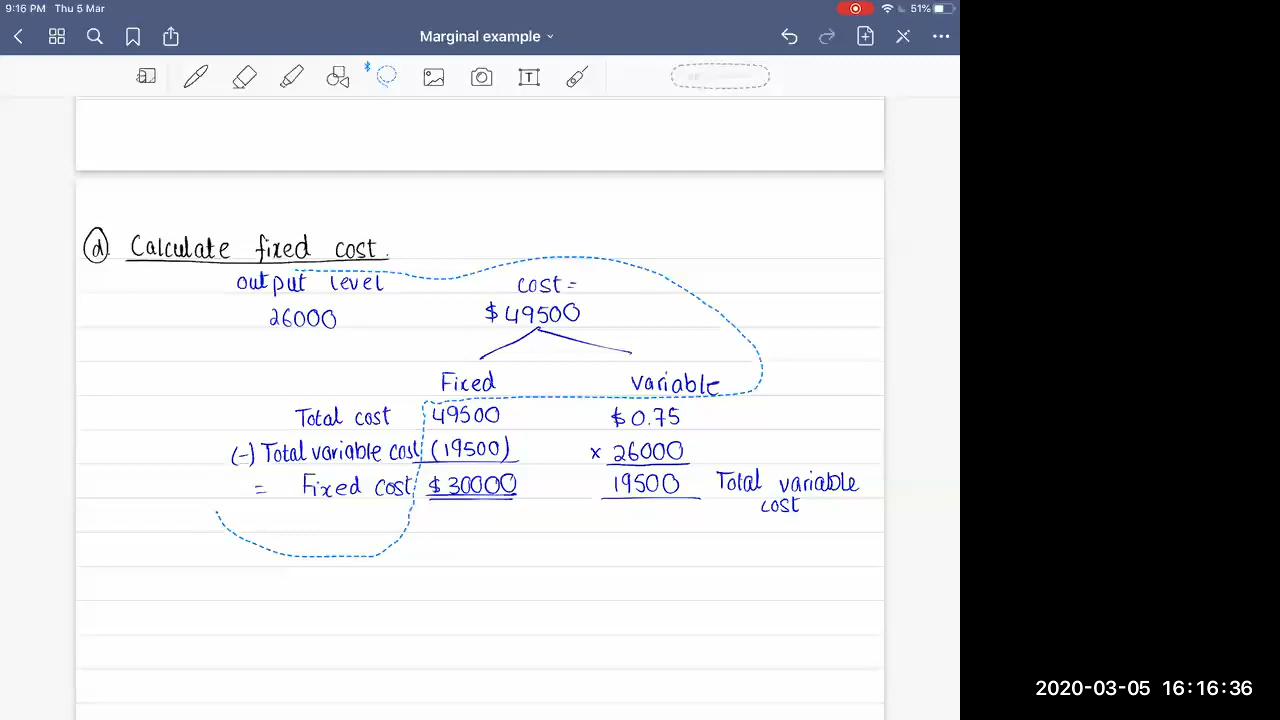 9:16 PM Thu 5 Mar 51%
Marginal example
T
(d) Calculate fixed cost.
output level cost =
26000 $49500
Fixed variable
Total cost 49500 $0.75
(-) Total variable cost (19500) x 26000
= Fixed cost $30000 19500 Total variable
cost
2020-03-05 16:16:36